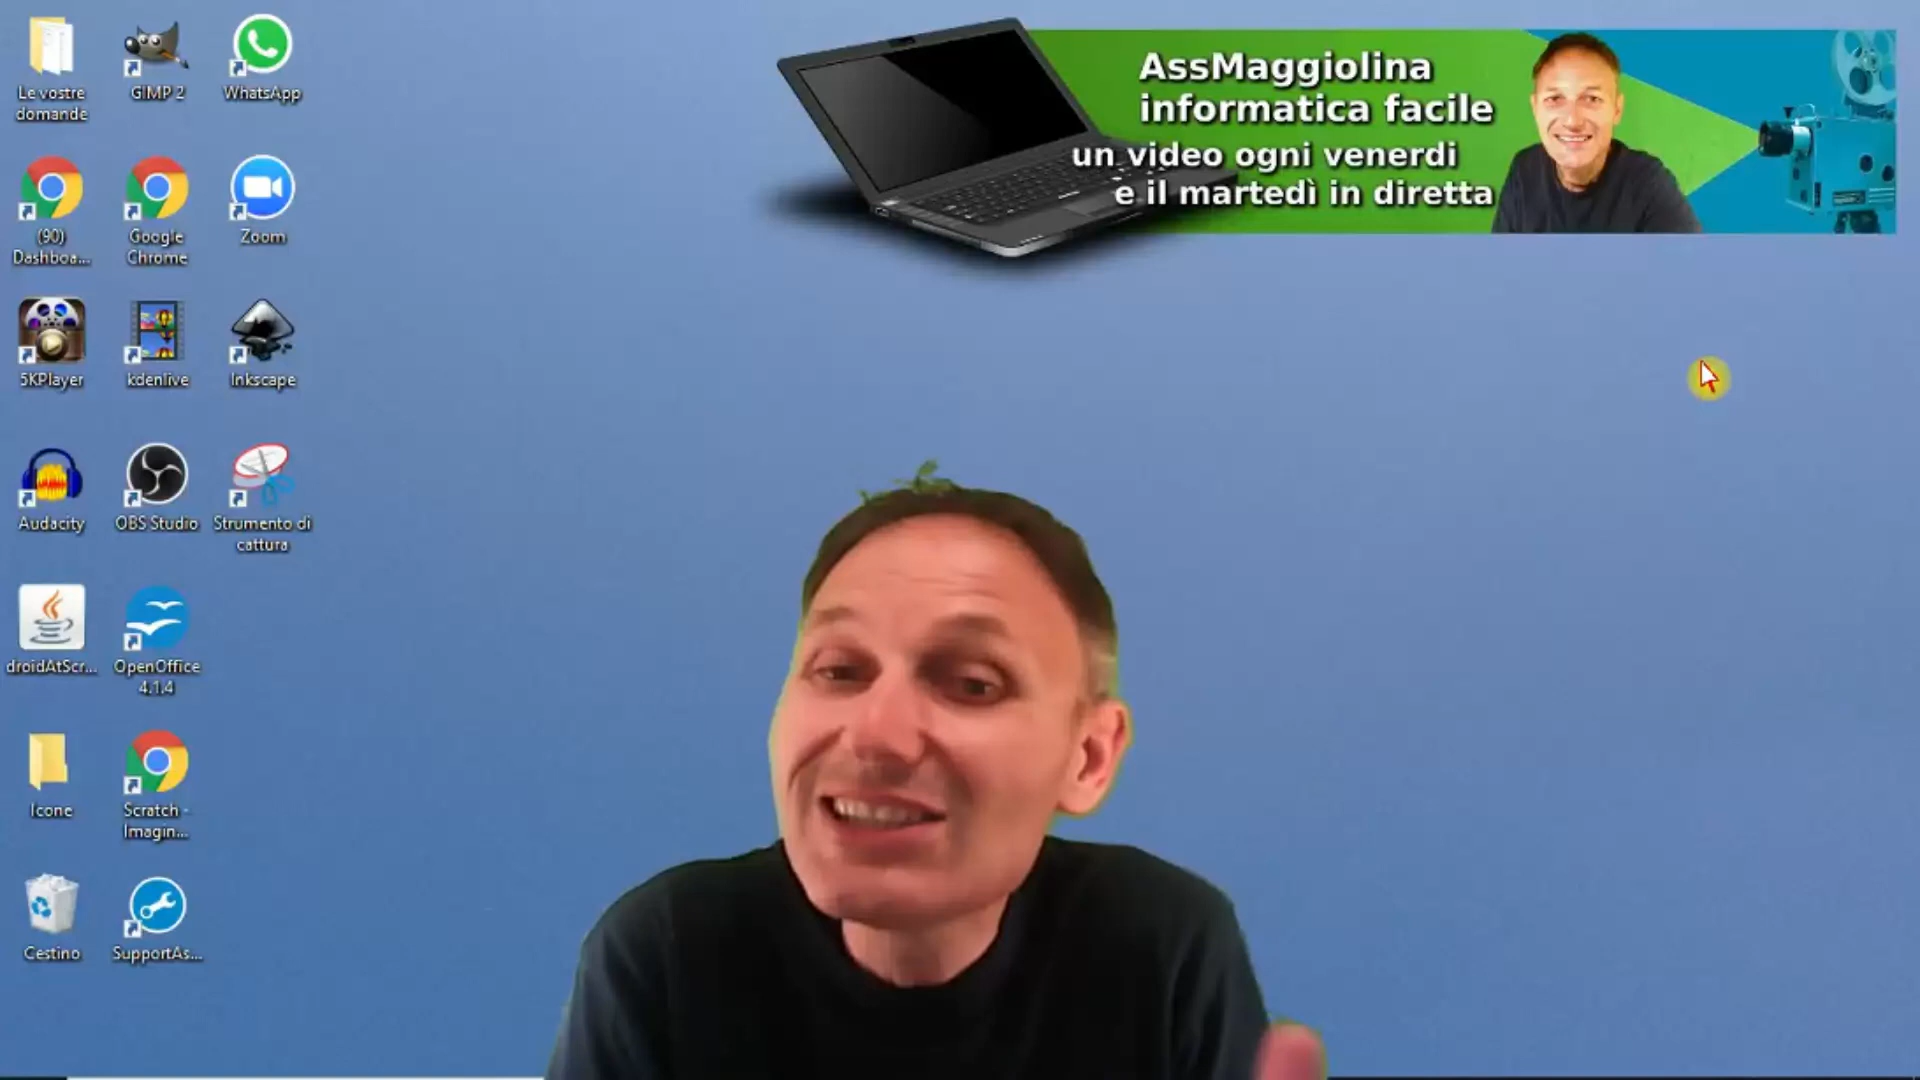 Le vostre
domande
GIMP 2
WhatsApp
(90)
Dashboa...
Google
Chrome
Zoom
5KPlayer
kdenlive
Inkscape
Audacity
OBS Studio
Strumento di
cattura
droidAtScr...
OpenOffice
4.1.4
Icone
Scratch -
Imagin...
Cestino
SupportAs...
AssMaggiolina
informatica facile
un video ogni venerdi
e il martedì in diretta